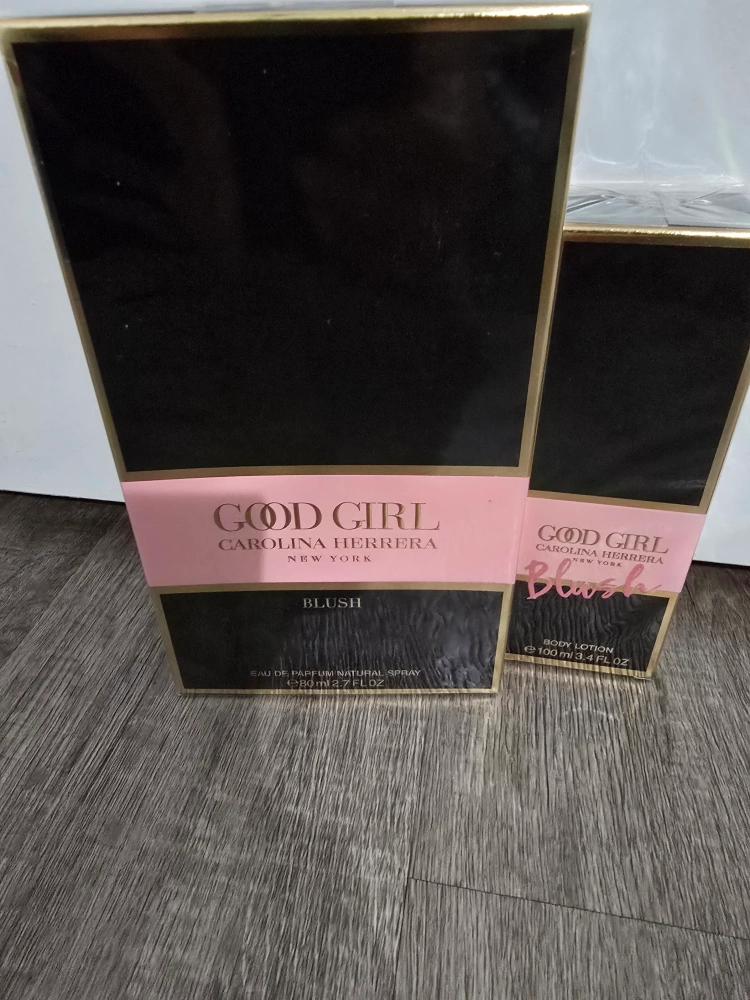 GOOD GIRL
CAROLINA HERRERA
NEW YORK
BLUSH
EAU DE PARFUM NATURAL SPRAY
℮80 ml 2.7 FL OZ
GOOD GIRL
CAROLINA HERRERA
NEW YORK
Blush
BODY LOTION
℮100 ml 3.4 FL OZ